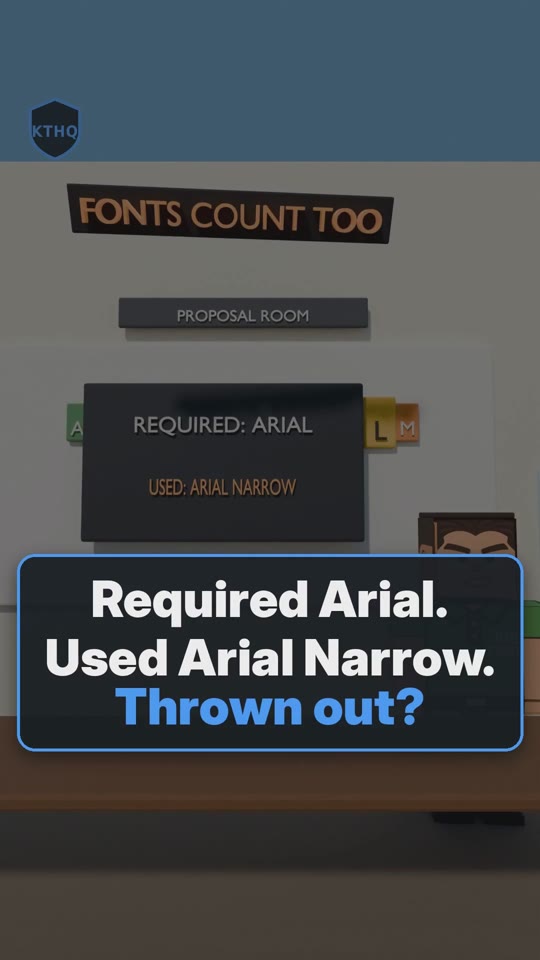 KTHQ
FONTS COUNT TOO
PROPOSAL ROOM
REQUIRED: ARIAL
A
L M
USED: ARIAL NARROW
Required Arial.
Used Arial Narrow.
Thrown out?